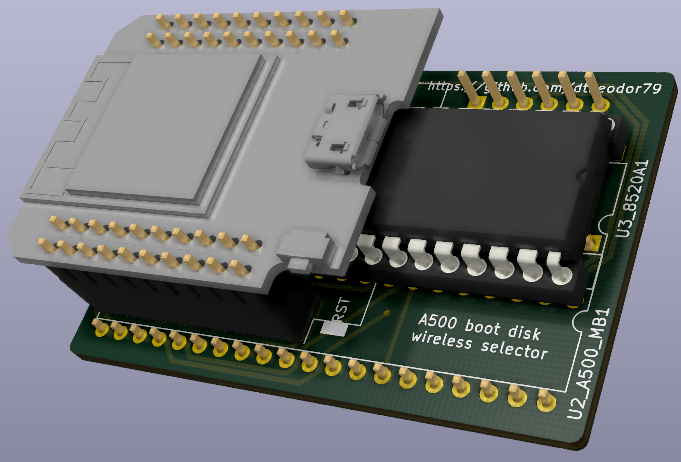 https://github.com/dtheodor79
U3_8520A1
RST
A500 boot disk
wireless selector
U2_A500_MB1